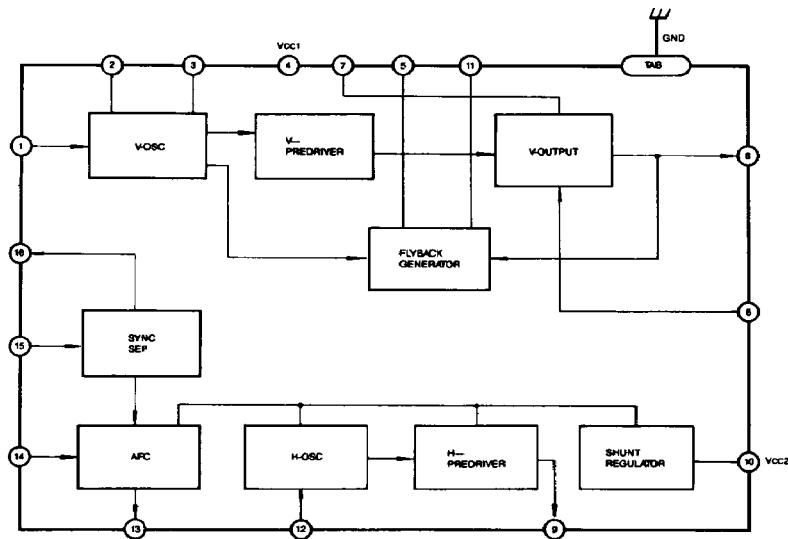 GND
VCC1
2
3
4
7
5
11
TAB
1
V-OSC
V—
PREDRIVER
V-OUTPUT
8
16
FLYBACK
GENERATOR
6
15
SYNC
SEP
14
AFC
H-OSC
H—
PREDRIVER
SHUNT
REGULATOR
10
VCC2
13
12
9